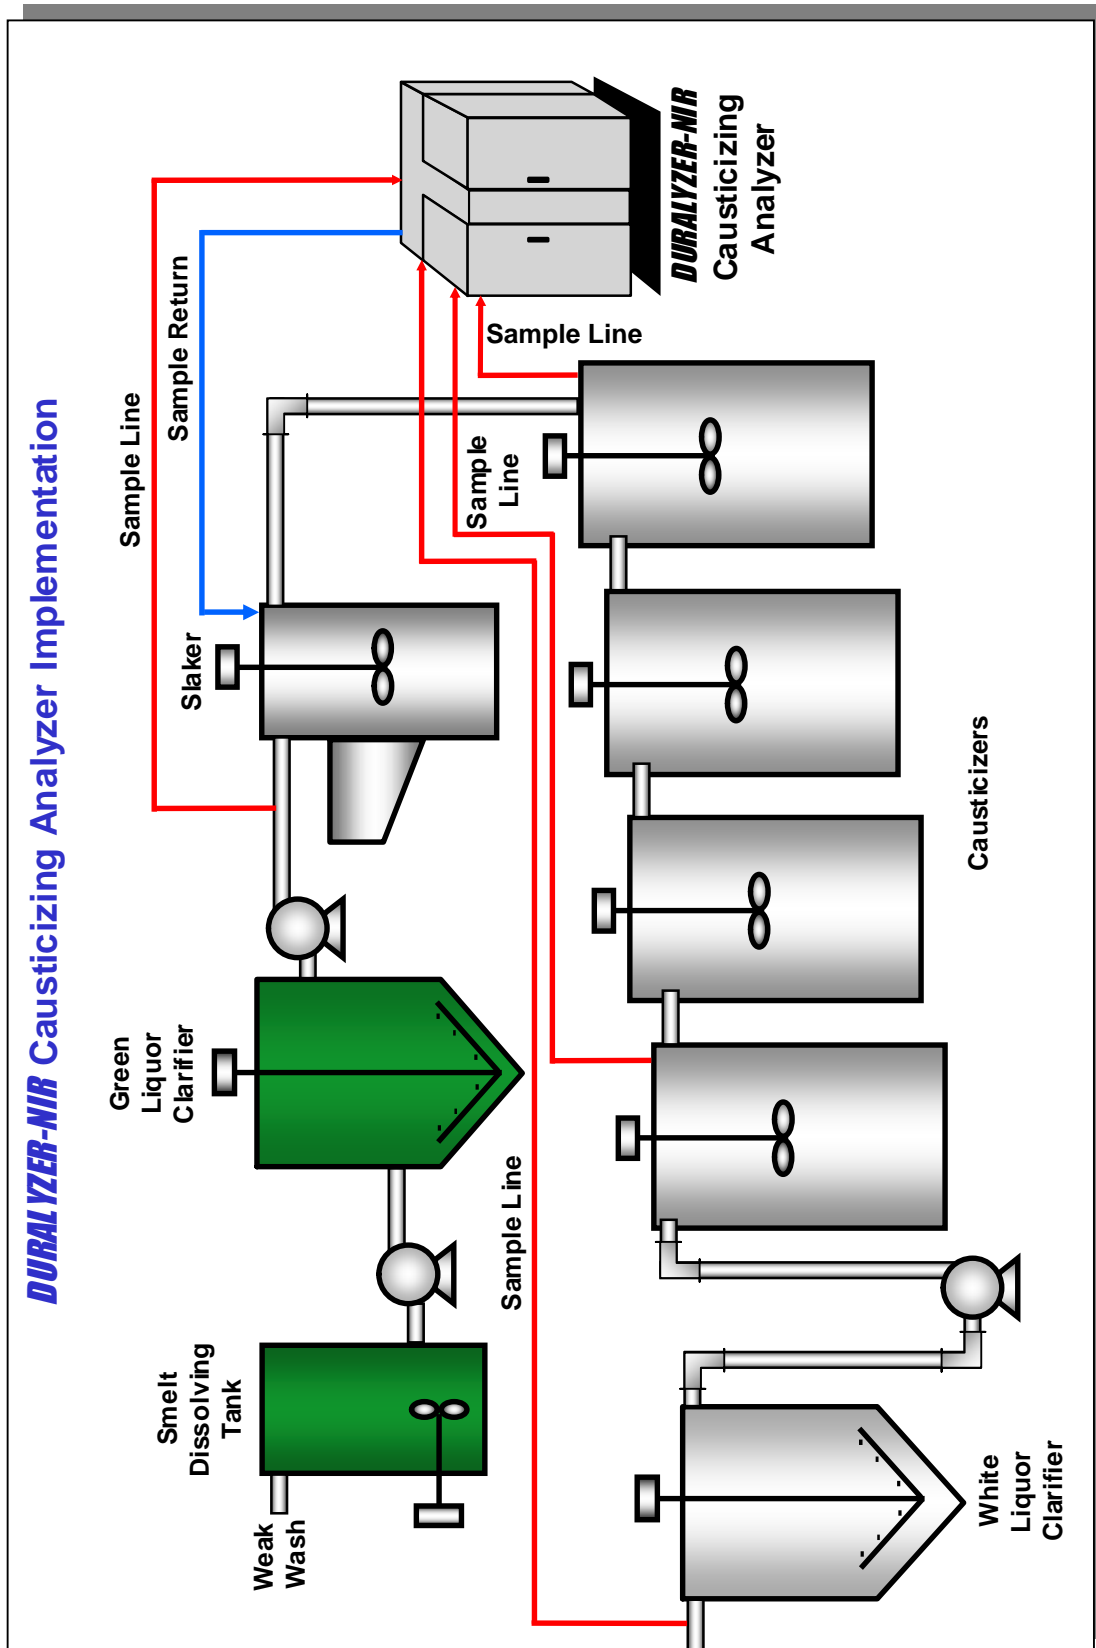 DURALYZER-NIR Causticizing Analyzer Implementation
Weak
Wash
Smelt
Dissolving
Tank
Green
Liquor
Clarifier
Slaker
Sample Line
Sample Return
DURALYZER-NIR
Causticizing
Analyzer
Sample Line
Sample
Line
Sample Line
Causticizers
White
Liquor
Clarifier